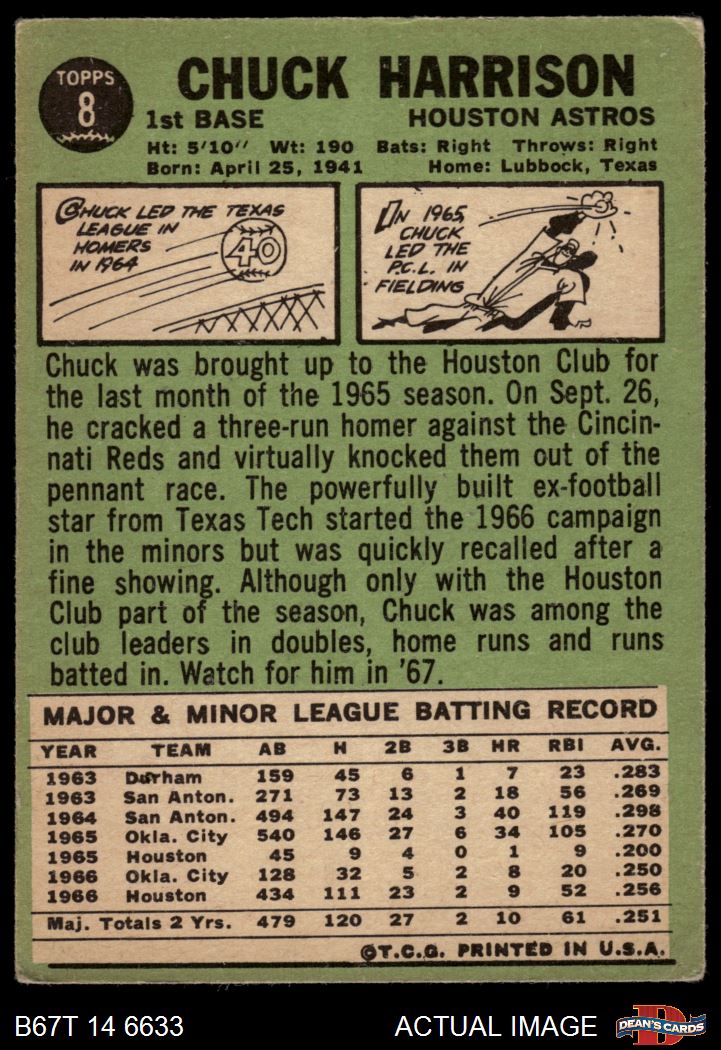 TOPPS
8
CHUCK HARRISON
1st BASE
HOUSTON ASTROS
Ht: 5'10'' Wt: 190 Bats: Right Throws: Right
Born: April 25, 1941 Home: Lubbock, Texas
CHUCK LED THE TEXAS
LEAGUE IN
HOMERS
IN 1964
40
IN 1965,
CHUCK
LED THE
P.C.L. IN
FIELDING
Chuck was brought up to the Houston Club for
the last month of the 1965 season. On Sept. 26,
he cracked a three-run homer against the Cincin-
nati Reds and virtually knocked them out of the
pennant race. The powerfully built ex-football
star from Texas Tech started the 1966 campaign
in the minors but was quickly recalled after a
fine showing. Although only with the Houston
Club part of the season, Chuck was among the
club leaders in doubles, home runs and runs
batted in. Watch for him in '67.
MAJOR & MINOR LEAGUE BATTING RECORD
YEAR TEAM AB H 2B 3B HR RBI AVG.
1963 Durham 159 45 6 1 7 23 .283
1963 San Anton. 271 73 13 2 18 56 .269
1964 San Anton. 494 147 24 3 40 119 .298
1965 Okla. City 540 146 27 6 34 105 .270
1965 Houston 45 9 4 0 1 9 .200
1966 Okla. City 128 32 5 2 8 20 .250
1966 Houston 434 111 23 2 9 52 .256
Maj. Totals 2 Yrs. 479 120 27 2 10 61 .251
©T.C.G. PRINTED IN U.S.A.
B67T 14 6633
ACTUAL IMAGE
D
DEAN'S CARDS